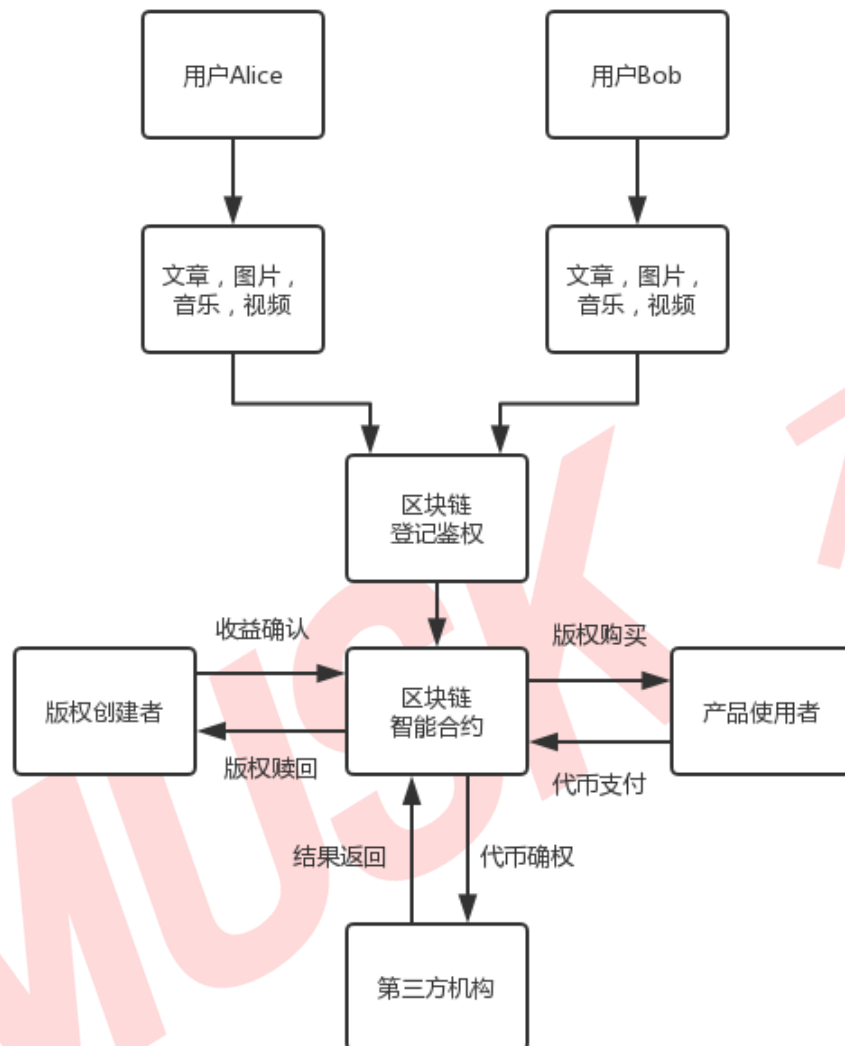 用户Alice
用户Bob
文章，图片，
音乐，视频
文章，图片，
音乐，视频
区块链
登记鉴权
收益确认
版权购买
版权创建者
区块链
智能合约
产品使用者
版权赎回
代币支付
结果返回
代币确权
第三方机构
MUSK